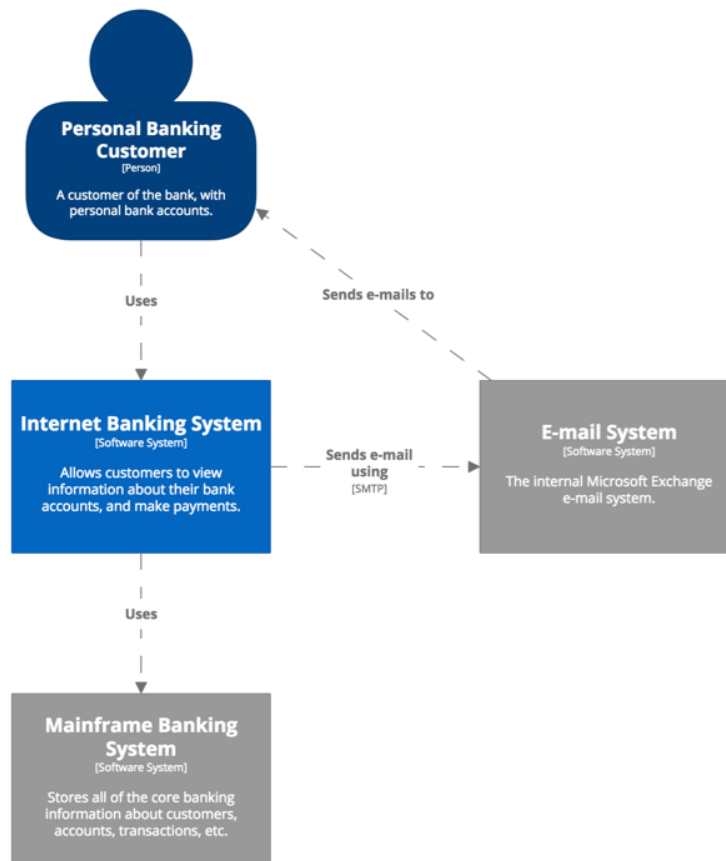 Personal Banking
Customer
[Person]
A customer of the bank, with
personal bank accounts.
Uses
Sends e-mails to
Internet Banking System
[Software System]
Allows customers to view
information about their bank
accounts, and make payments.
Sends e-mail
using
[SMTP]
E-mail System
[Software System]
The internal Microsoft Exchange
e-mail system.
Uses
Mainframe Banking
System
[Software System]
Stores all of the core banking
information about customers,
accounts, transactions, etc.